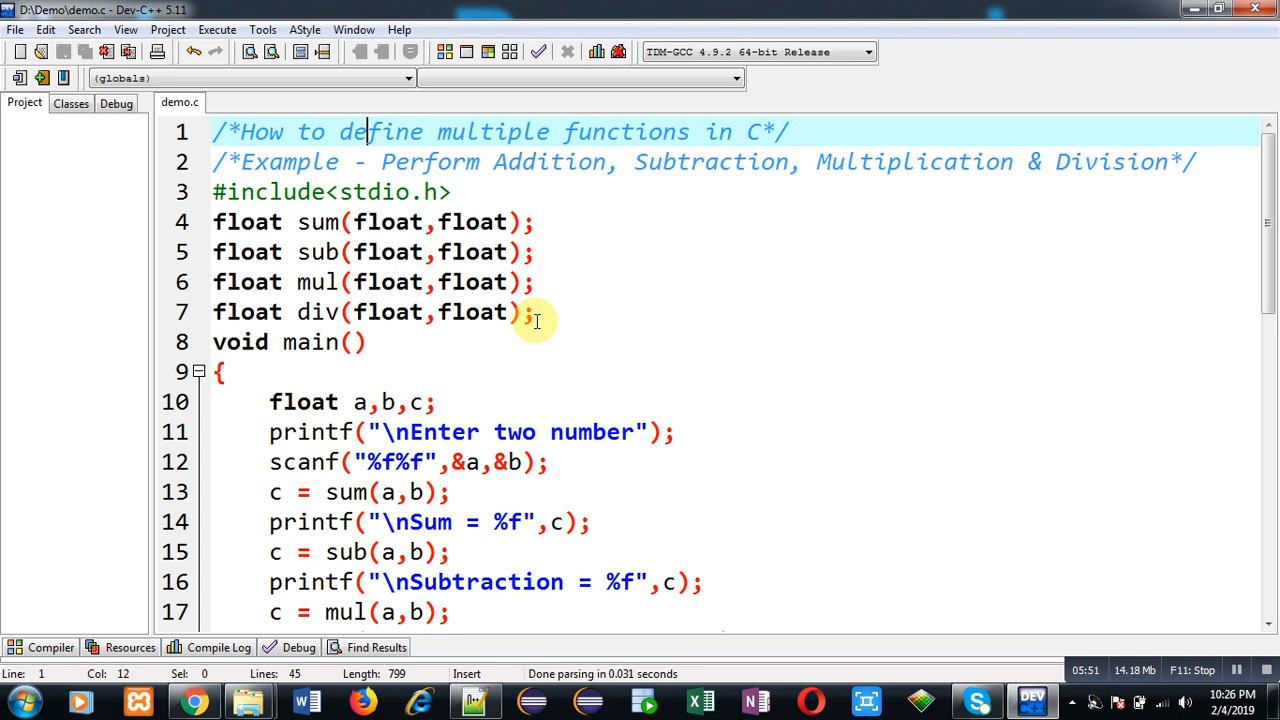 D:\Demo\demo.c - Dev-C++ 5.11
File Edit Search View Project Execute Tools AStyle Window Help
TDM-GCC 4.9.2 64-bit Release
(globals)
Project Classes Debug
demo.c
1 /*How to define multiple functions in C*/
2 /*Example - Perform Addition, Subtraction, Multiplication & Division*/
3 #include<stdio.h>
4 float sum(float,float);
5 float sub(float,float);
6 float mul(float,float);
7 float div(float,float);
8 void main()
9 {
10 float a,b,c;
11 printf("\nEnter two number");
12 scanf("%f%f",&a,&b);
13 c = sum(a,b);
14 printf("\nSum = %f",c);
15 c = sub(a,b);
16 printf("\nSubtraction = %f",c);
17 c = mul(a,b);
Compiler Resources Compile Log Debug Find Results
Line: 1 Col: 12 Sel: 0 Lines: 45 Length: 799 Insert Done parsing in 0.031 seconds
05:51 14.18 Mb F11: Stop
DEV
10:26 PM
2/4/2019